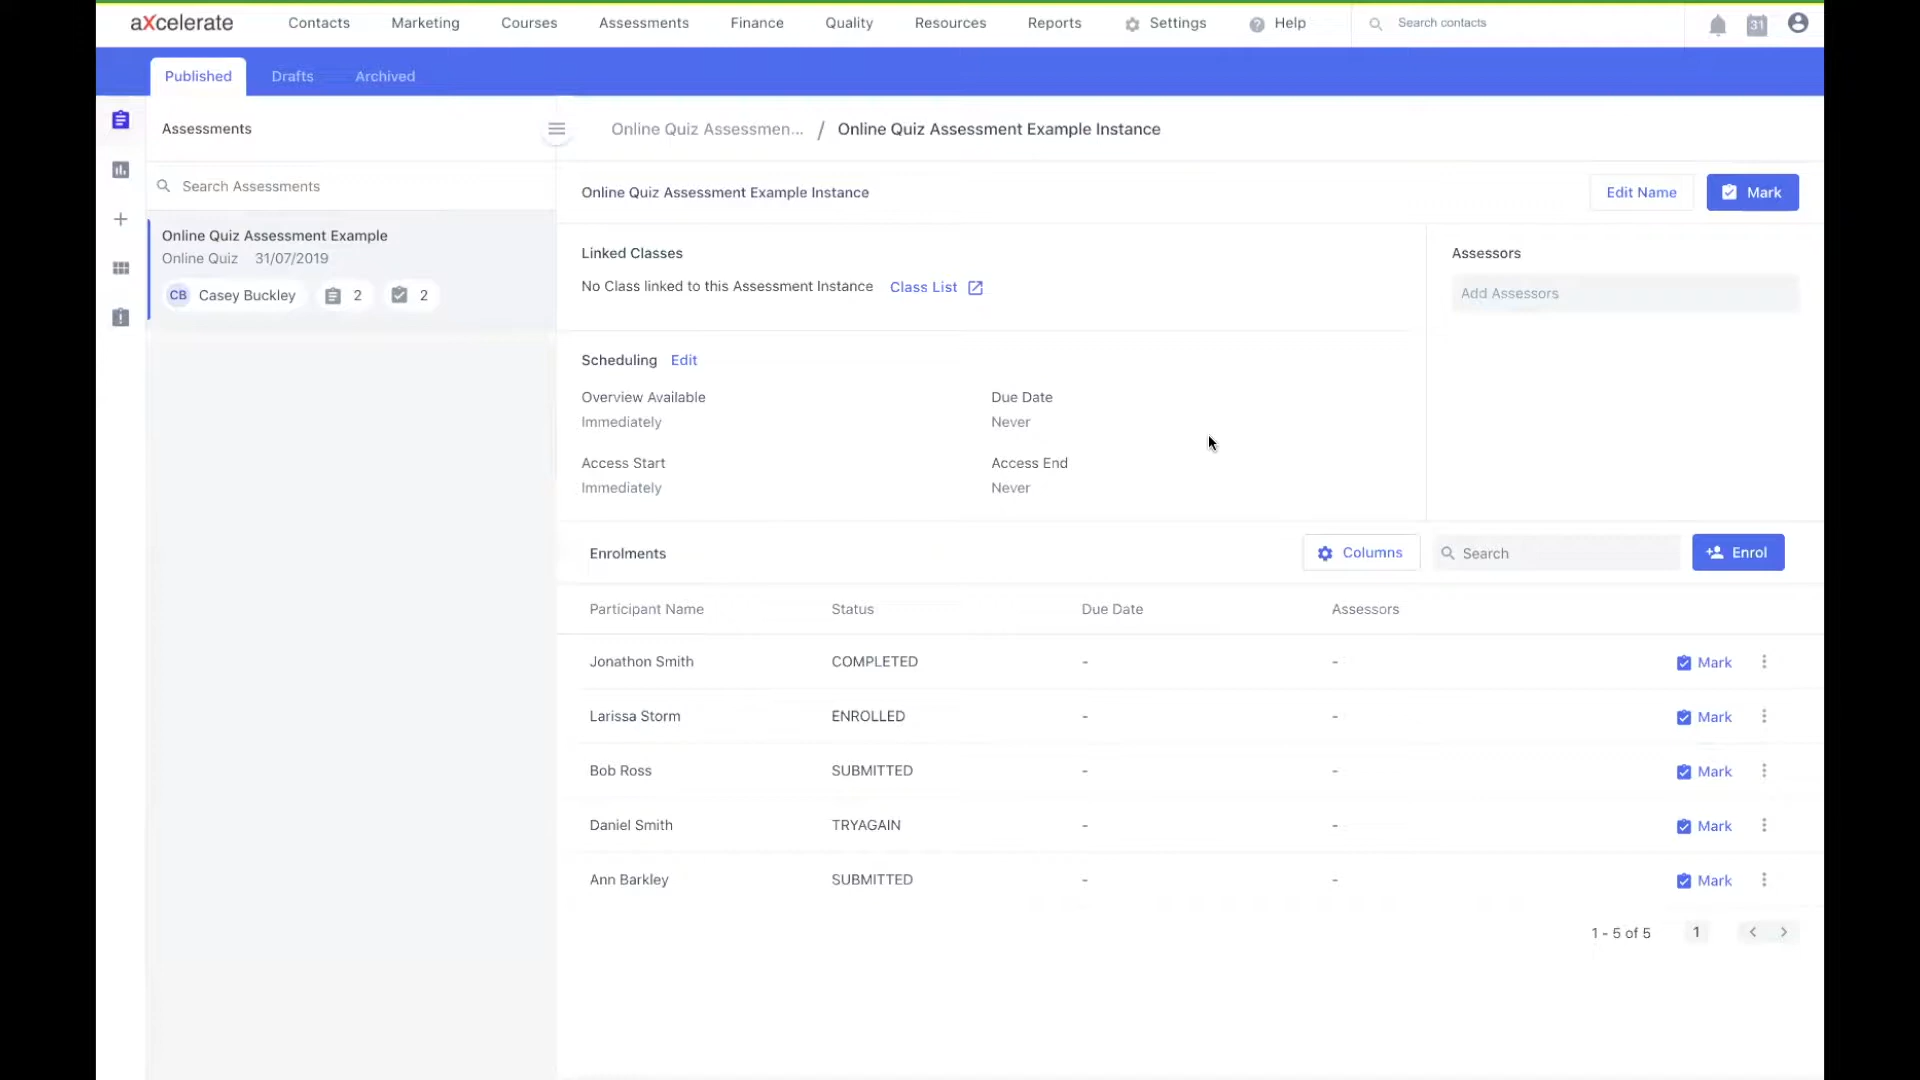 aXcelerate Contacts Marketing Courses Assessments Finance Quality Resources Reports Settings Help Search contacts 31
Published Drafts Archived
Assessments
Online Quiz Assessmen... / Online Quiz Assessment Example Instance
Search Assessments
Online Quiz Assessment Example
Online Quiz 31/07/2019
CB Casey Buckley 2 2
Online Quiz Assessment Example Instance Edit Name Mark
Linked Classes
No Class linked to this Assessment Instance Class List
Assessors
Add Assessors
Scheduling Edit
Overview Available Due Date
Immediately Never
Access Start Access End
Immediately Never
Enrolments Columns Search Enrol
Participant Name Status Due Date Assessors
Jonathon Smith COMPLETED - - Mark
Larissa Storm ENROLLED - - Mark
Bob Ross SUBMITTED - - Mark
Daniel Smith TRYAGAIN - - Mark
Ann Barkley SUBMITTED - - Mark
1 - 5 of 5 1